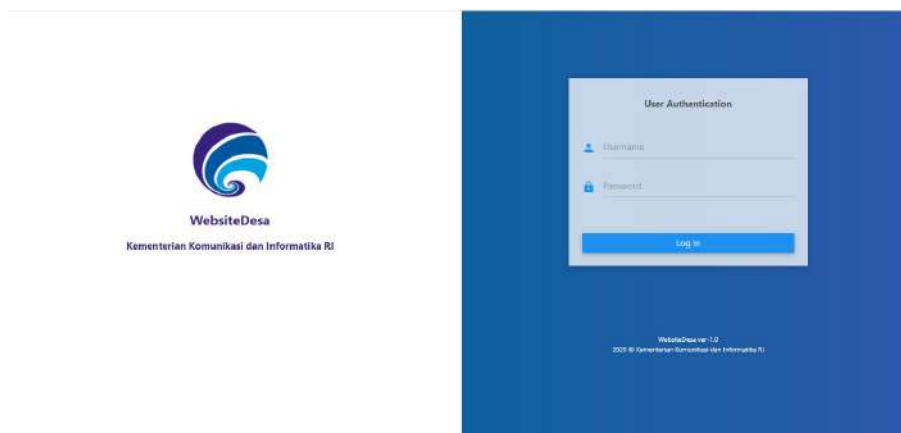 WebsiteDesa
Kementerian Komunikasi dan Informatika RI
User Authentication
Username
Password
Log In
WebsiteDesa ver-1.0
© Kementerian Komunikasi dan Informatika RI